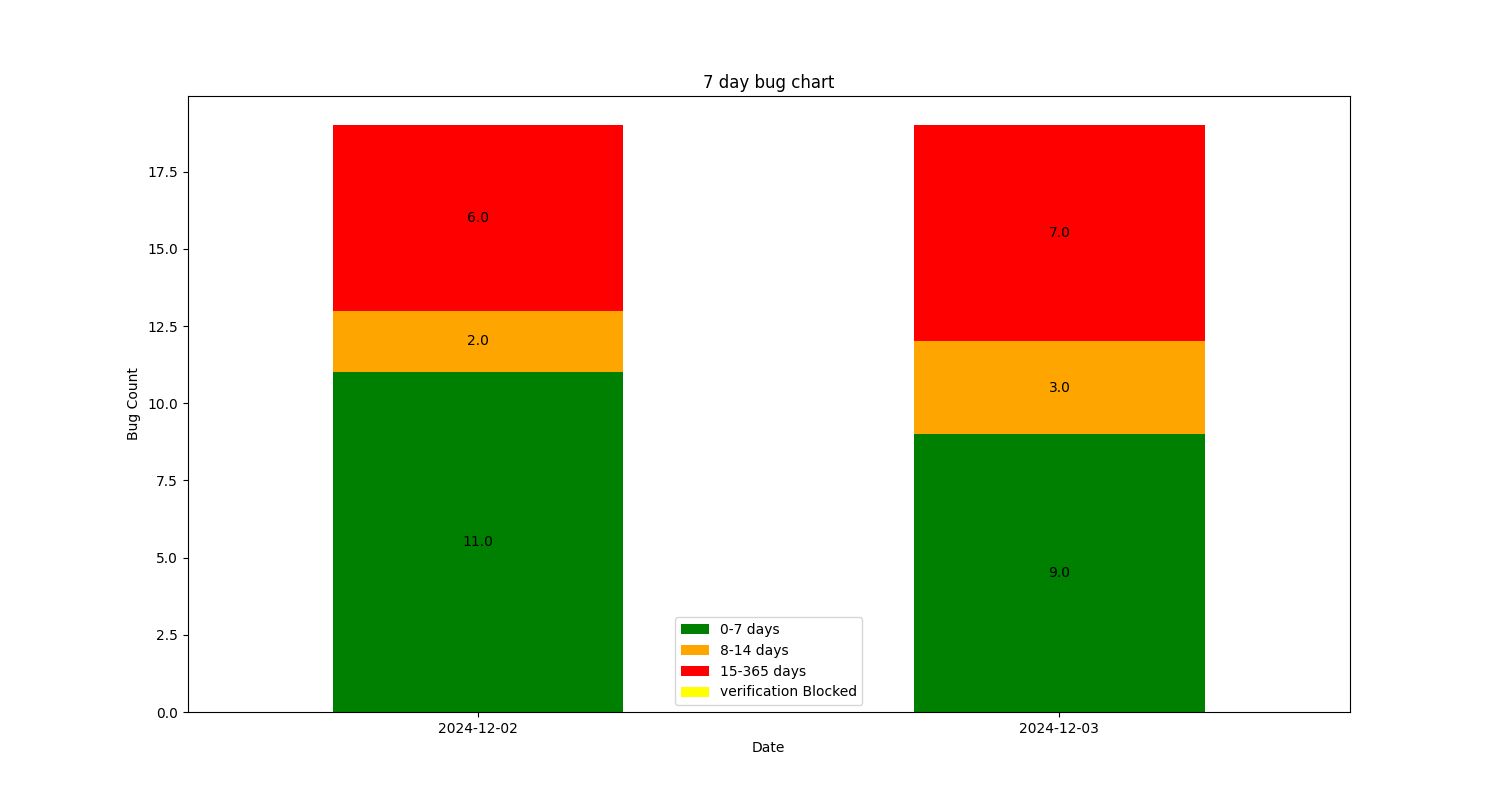 7 day bug chart
17.5
15.0
12.5
10.0
7.5
5.0
2.5
0.0
Bug Count
6.0
2.0
11.0
7.0
3.0
9.0
0-7 days
8-14 days
15-365 days
verification Blocked
2024-12-02
2024-12-03
Date